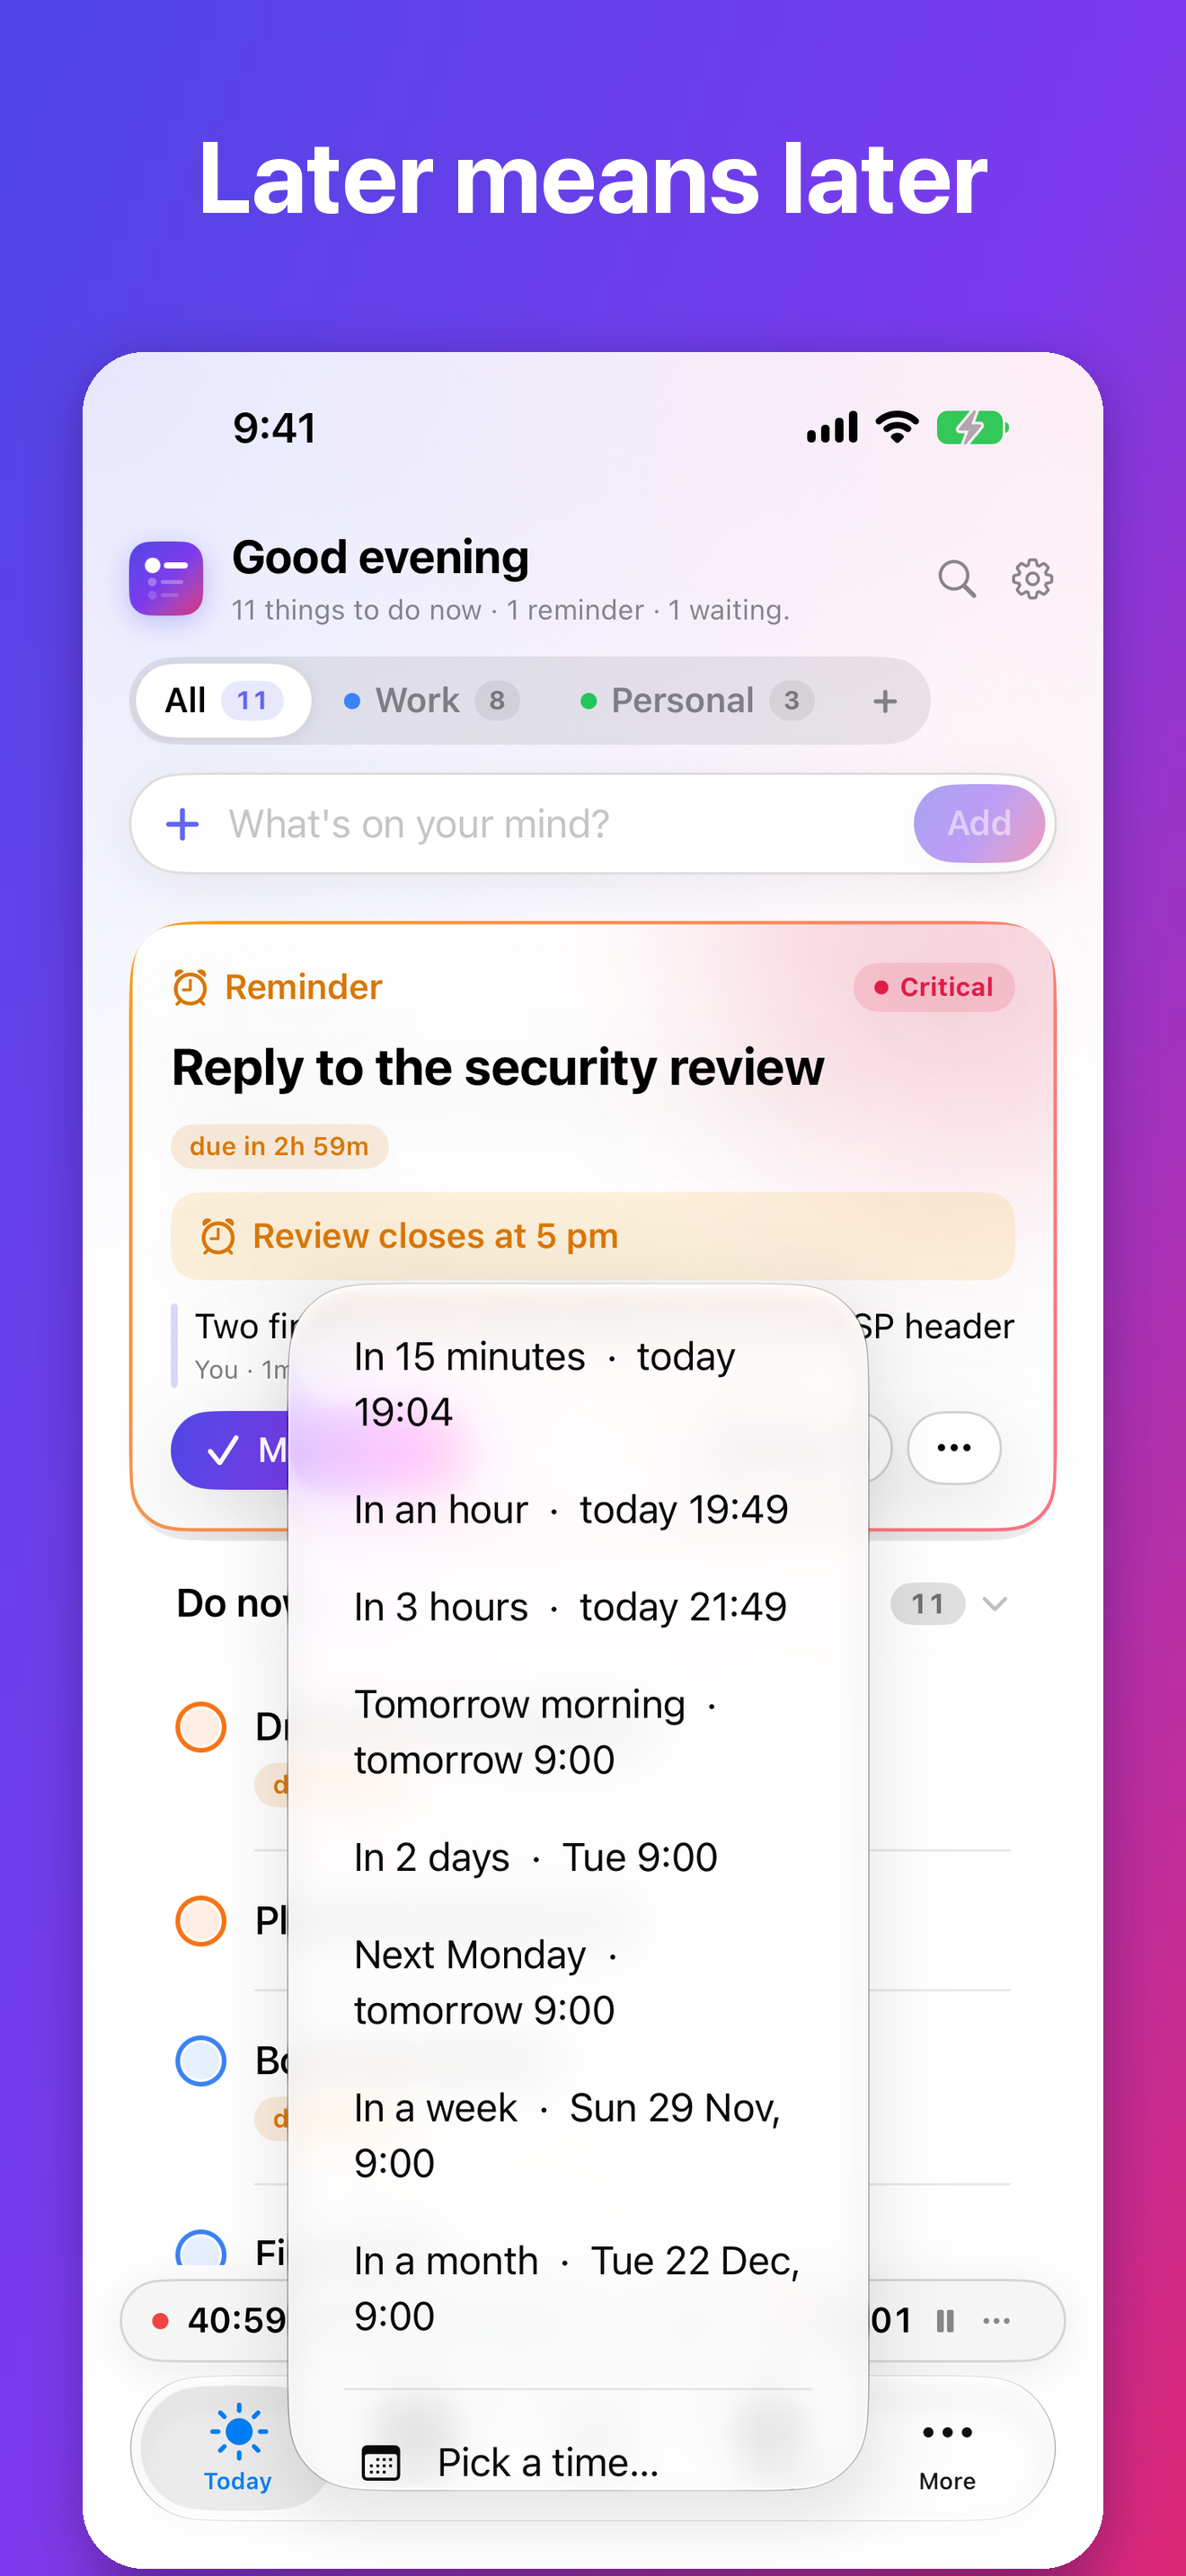 Later means later
9:41
Good evening
11 things to do now · 1 reminder · 1 waiting.
All 11 Work 8 Personal 3 +
What's on your mind? Add
Reminder Critical
Reply to the security review
due in 2h 59m
Review closes at 5 pm
Two header
You
In 15 minutes · today
19:04
In an hour · today 19:49
In 3 hours · today 21:49
Do 11
Tomorrow morning ·
tomorrow 9:00
In 2 days · Tue 9:00
Next Monday ·
tomorrow 9:00
In a week · Sun 29 Nov,
9:00
In a month · Tue 22 Dec,
9:00
40:59
Pick a time...
Today More